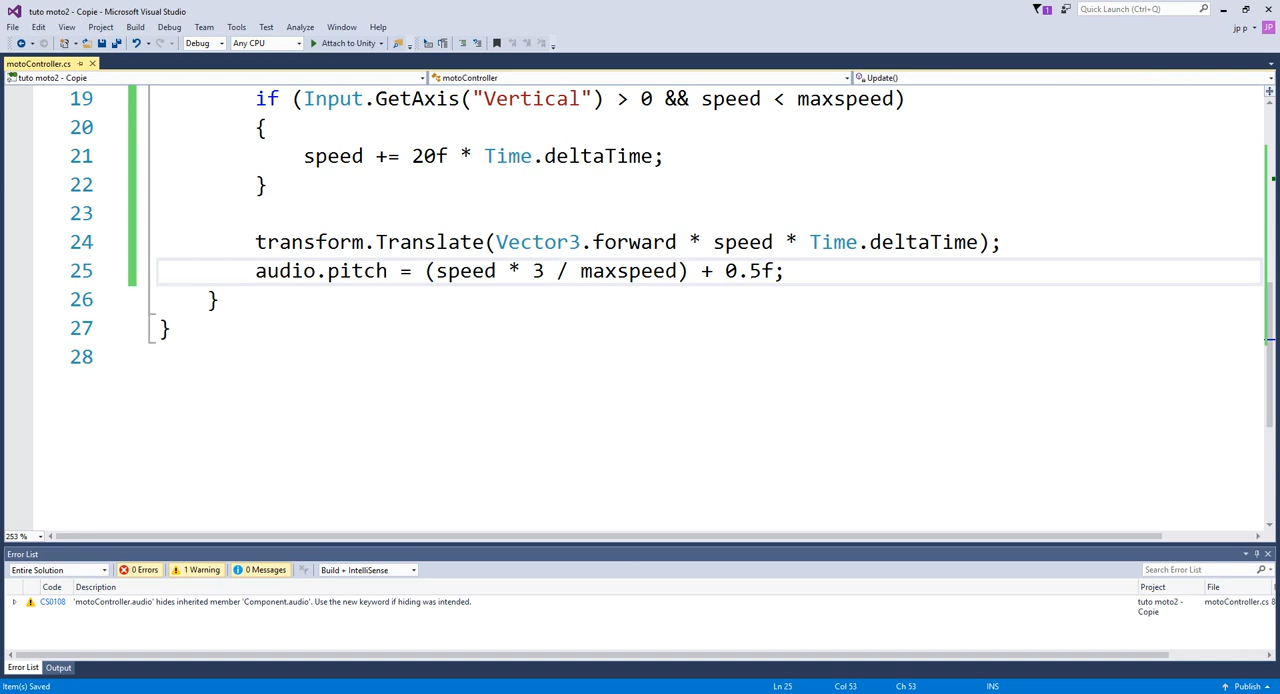 tuto moto2 - Copie - Microsoft Visual Studio
1
Quick Launch (Ctrl+Q)
File Edit View Project Build Debug Team Tools Test Analyze Window Help
jp p
JP
Debug Any CPU Attach to Unity
motoController.cs
tuto moto2 - Copie motoController Update()
19 if (Input.GetAxis("Vertical") > 0 && speed < maxspeed)
20 {
21 speed += 20f * Time.deltaTime;
22 }
23
24 transform.Translate(Vector3.forward * speed * Time.deltaTime);
25 audio.pitch = (speed * 3 / maxspeed) + 0.5f;
26 }
27 }
28
253 %
Error List
Entire Solution 0 Errors 1 Warning 0 Messages Build + IntelliSense Search Error List
Code Description Project File
CS0108 'motoController.audio' hides inherited member 'Component.audio'. Use the new keyword if hiding was intended. tuto moto2 - Copie motoController.cs 8
Error List Output
Item(s) Saved Ln 25 Col 53 Ch 53 INS Publish